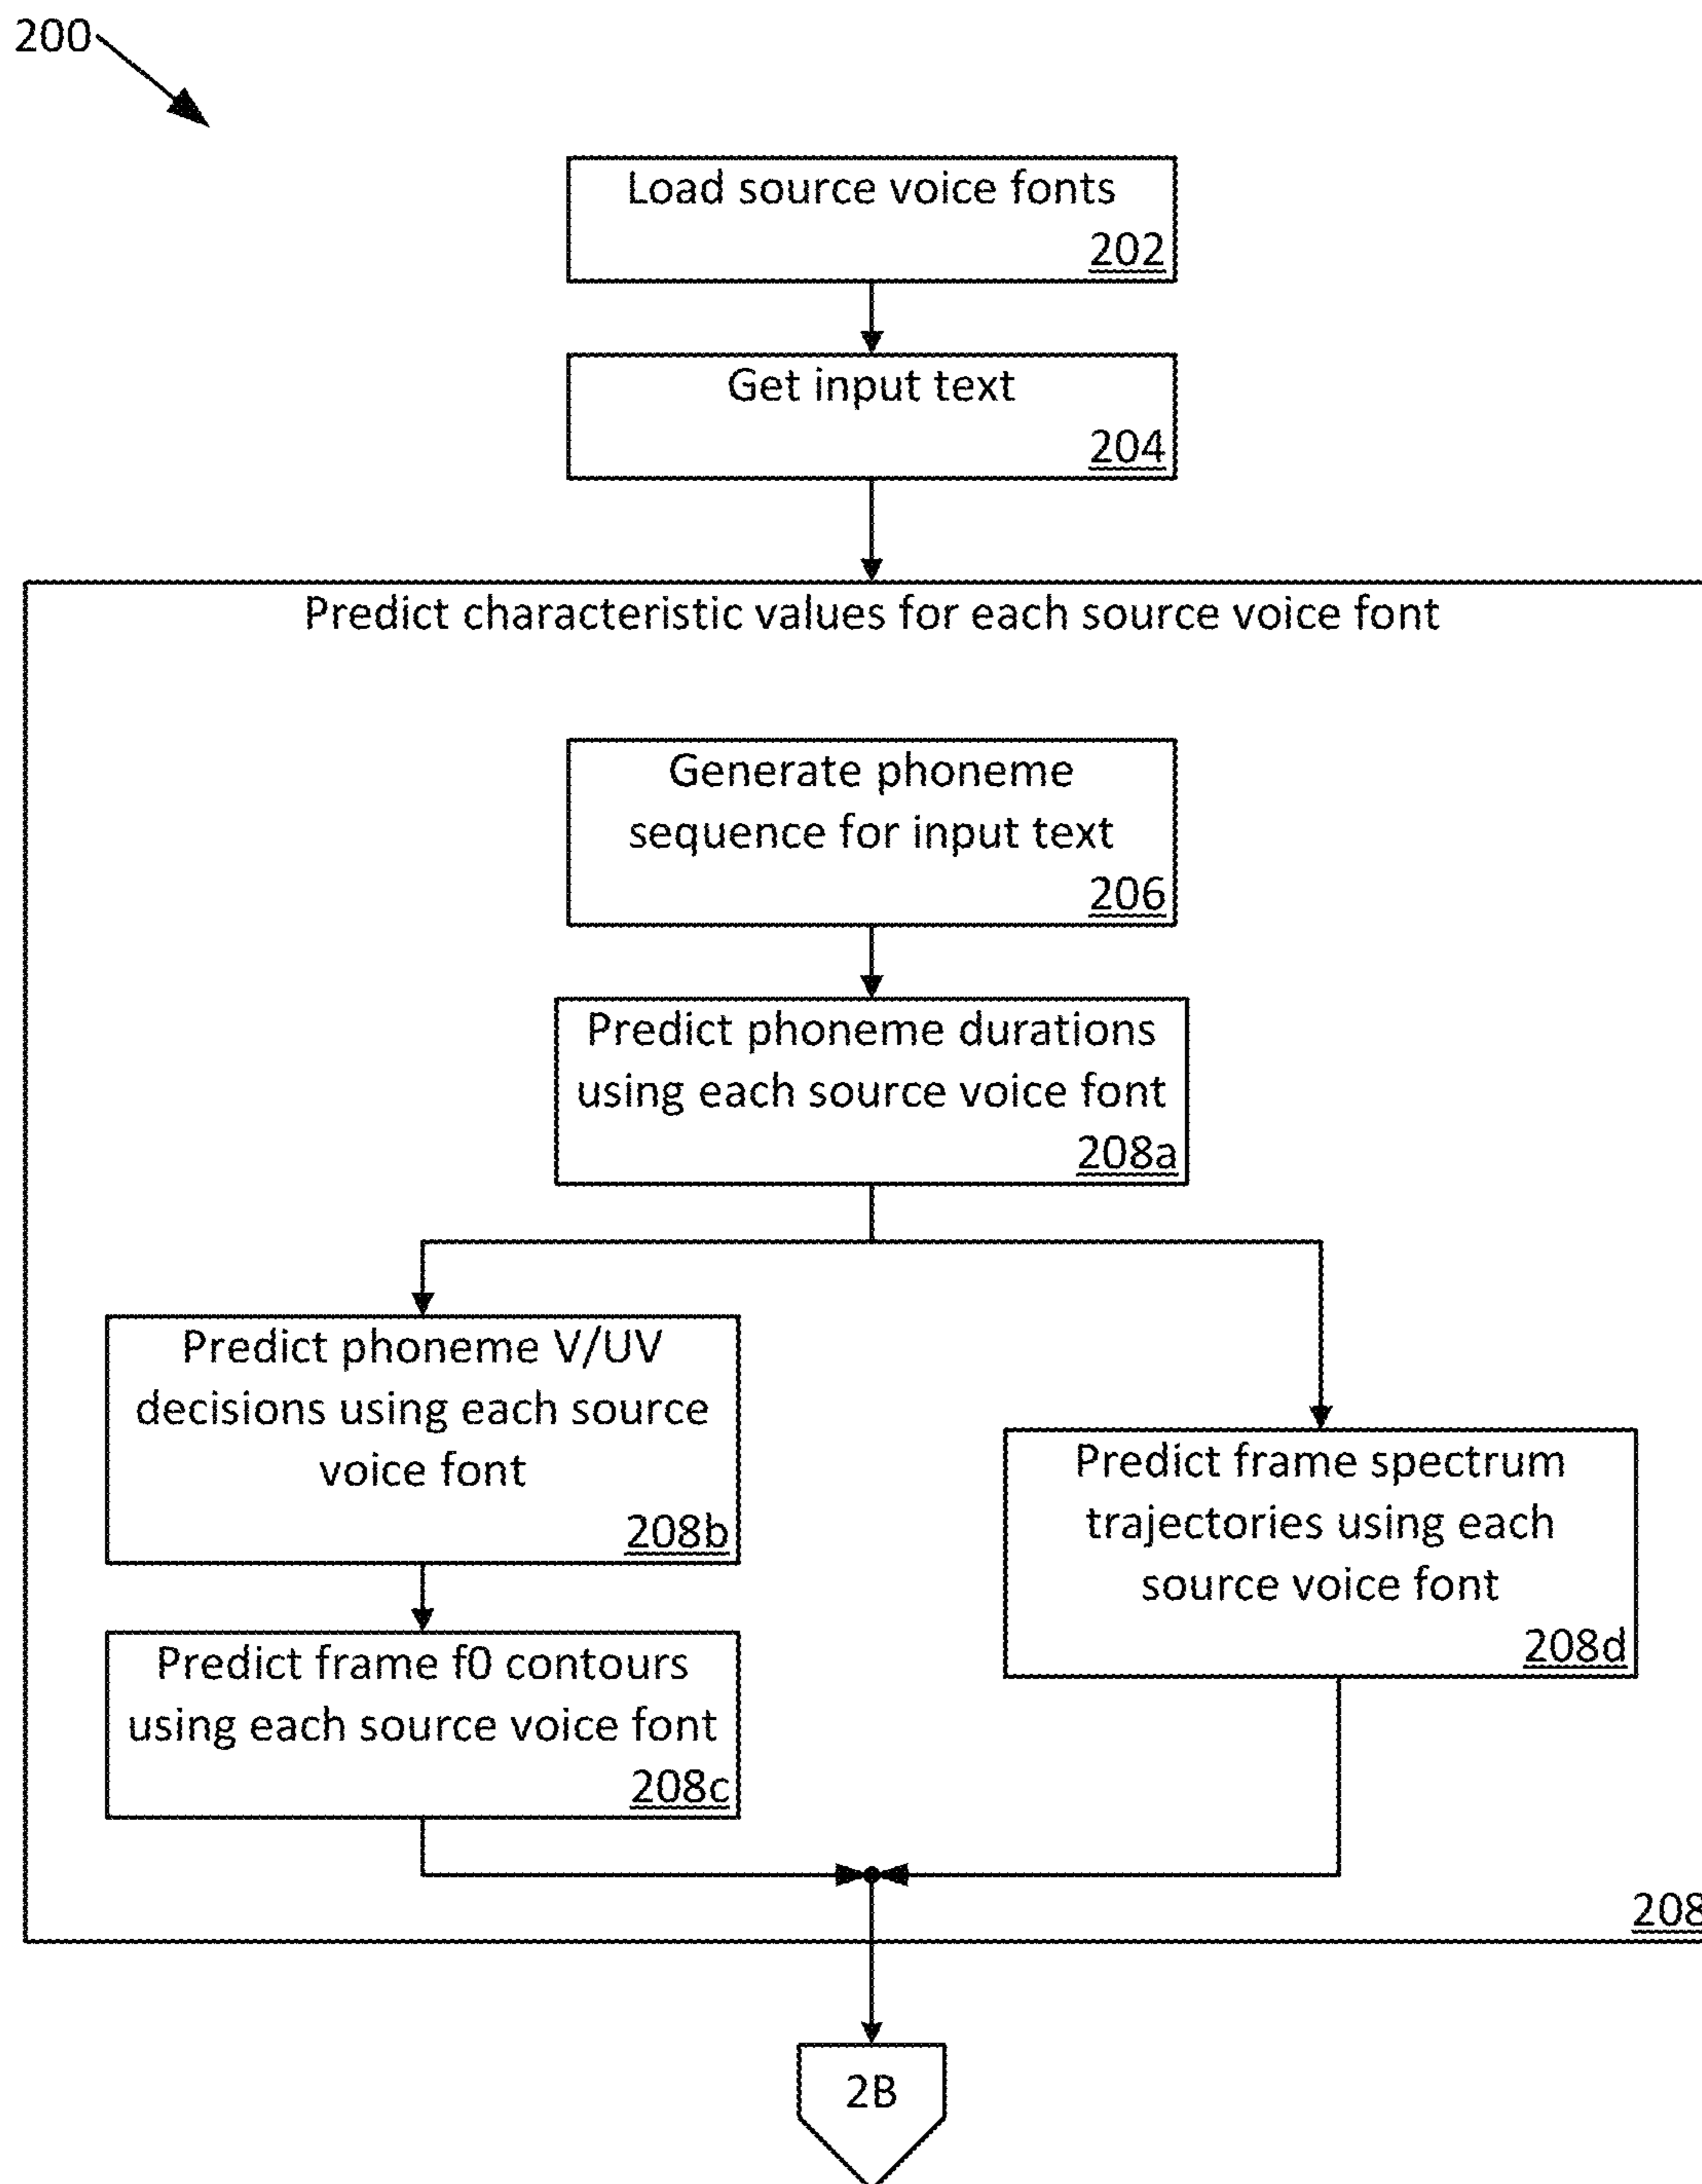 200
Load source voice fonts
202
Get input text
204
Predict characteristic values for each source voice font
Generate phoneme
sequence for input text
206
Predict phoneme durations
using each source voice font
208a
Predict phoneme V/UV
decisions using each source
voice font
208b
Predict frame spectrum
trajectories using each
source voice font
208d
Predict frame f0 contours
using each source voice font
208c
208
2B